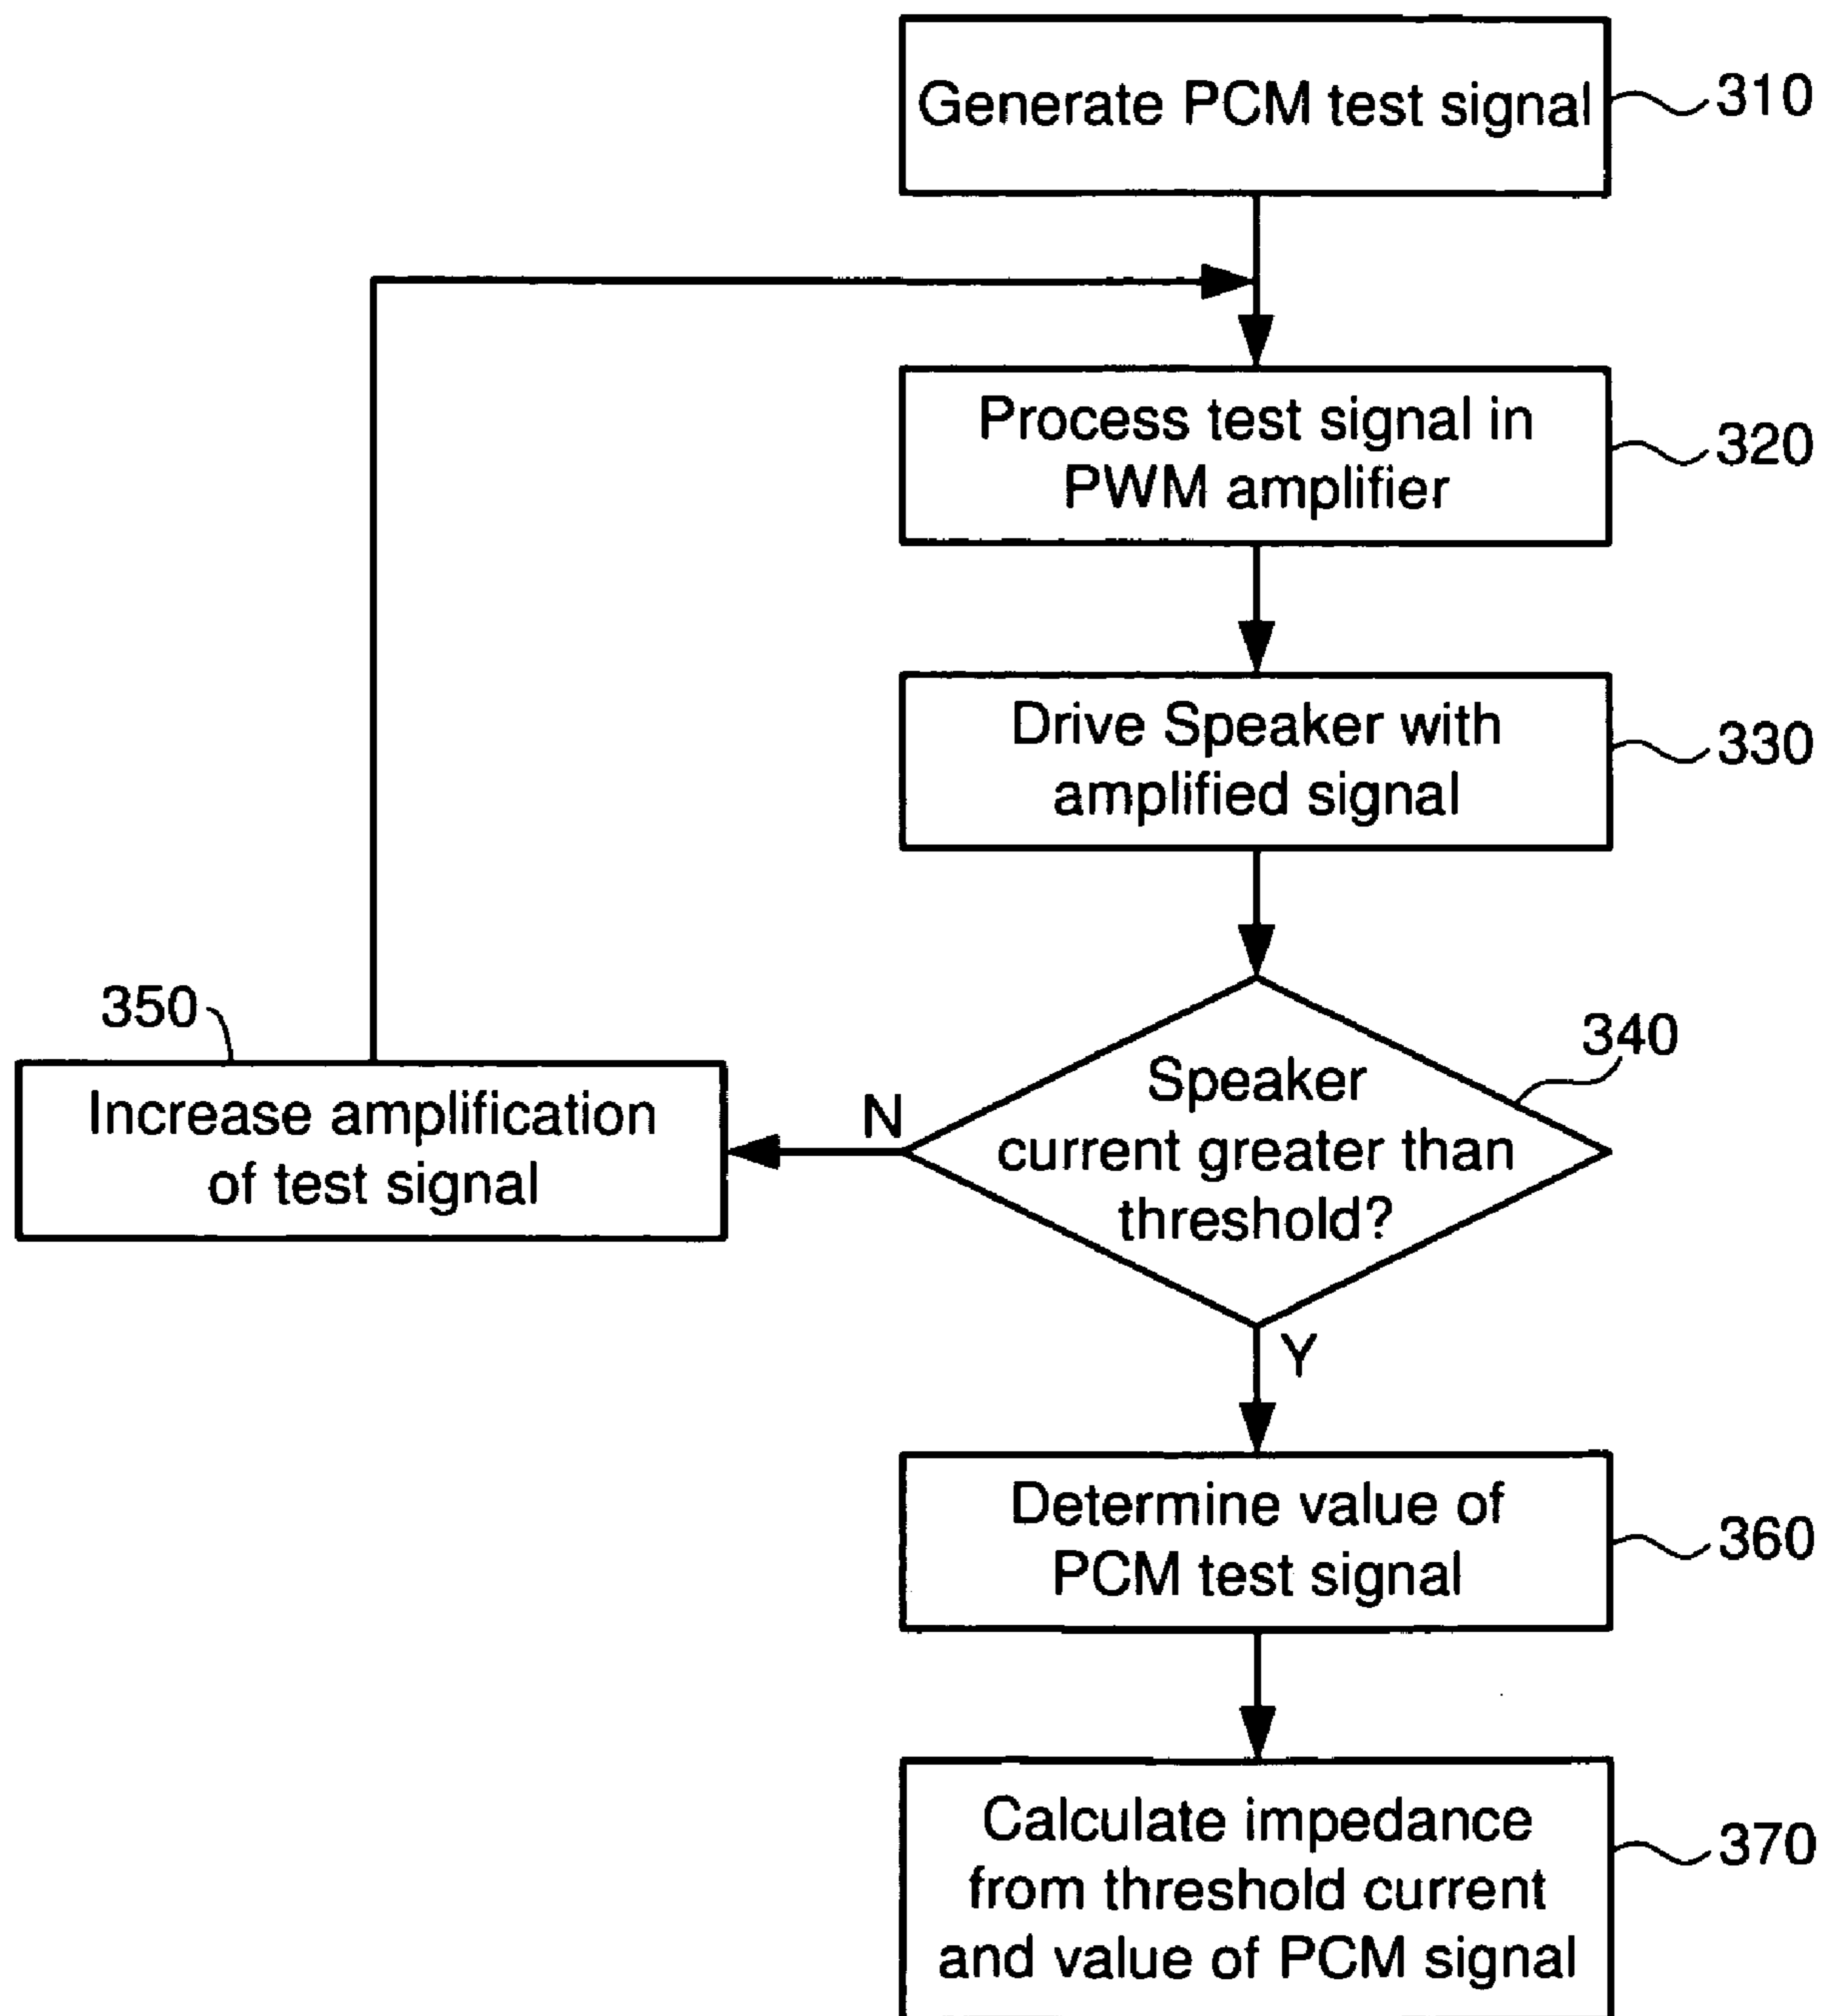 Generate PCM test signal
310
Process test signal in
PWM amplifier
320
Drive Speaker with
amplified signal
330
350
Increase amplification
of test signal
N
Speaker
current greater than
threshold?
340
Y
Determine value of
PCM test signal
360
Calculate impedance
from threshold current
and value of PCM signal
370